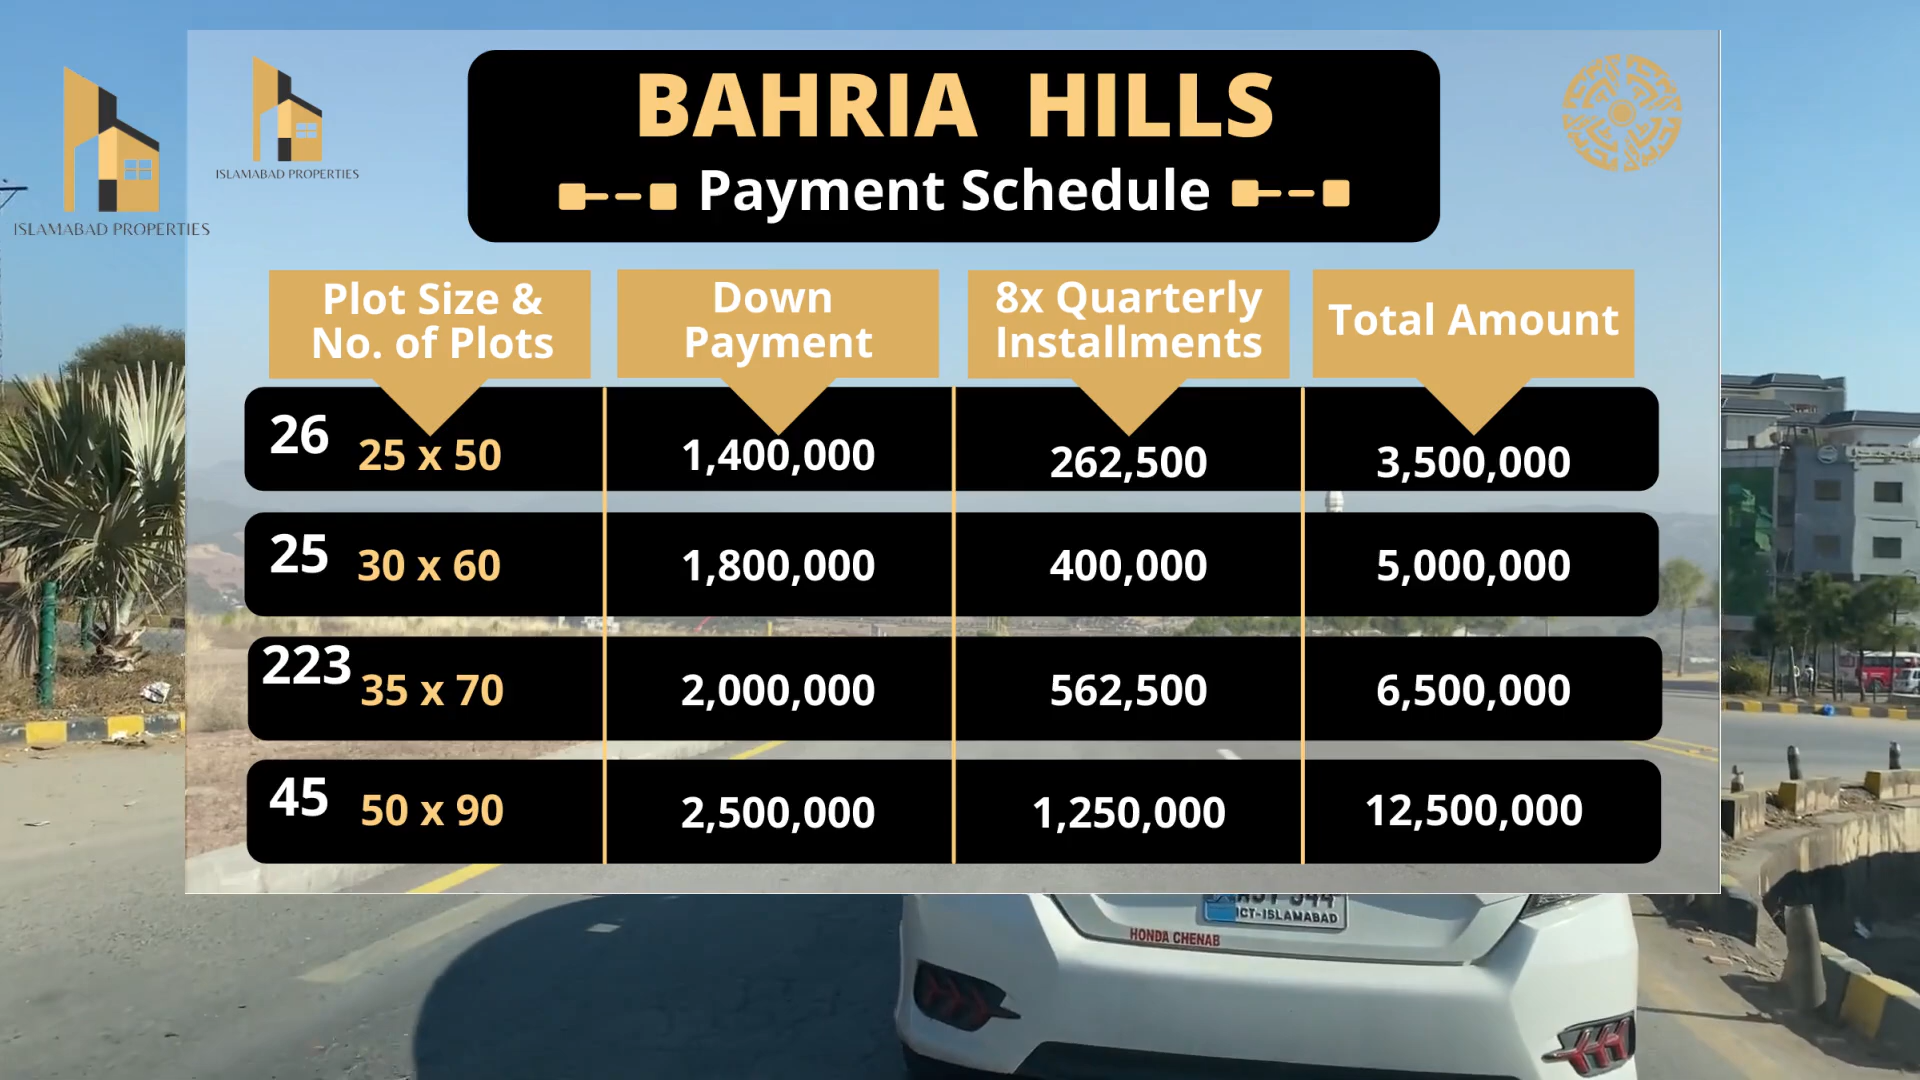 ISLAMABAD PROPERTIES
ISLAMABAD PROPERTIES
BAHRIA HILLS
Payment Schedule
Plot Size &
No. of Plots
Down
Payment
8x Quarterly
Installments
Total Amount
26 25 x 50 1,400,000 262,500 3,500,000
25 30 x 60 1,800,000 400,000 5,000,000
223 35 x 70 2,000,000 562,500 6,500,000
45 50 x 90 2,500,000 1,250,000 12,500,000
ICT-ISLAMABAD
HONDA CHENAB